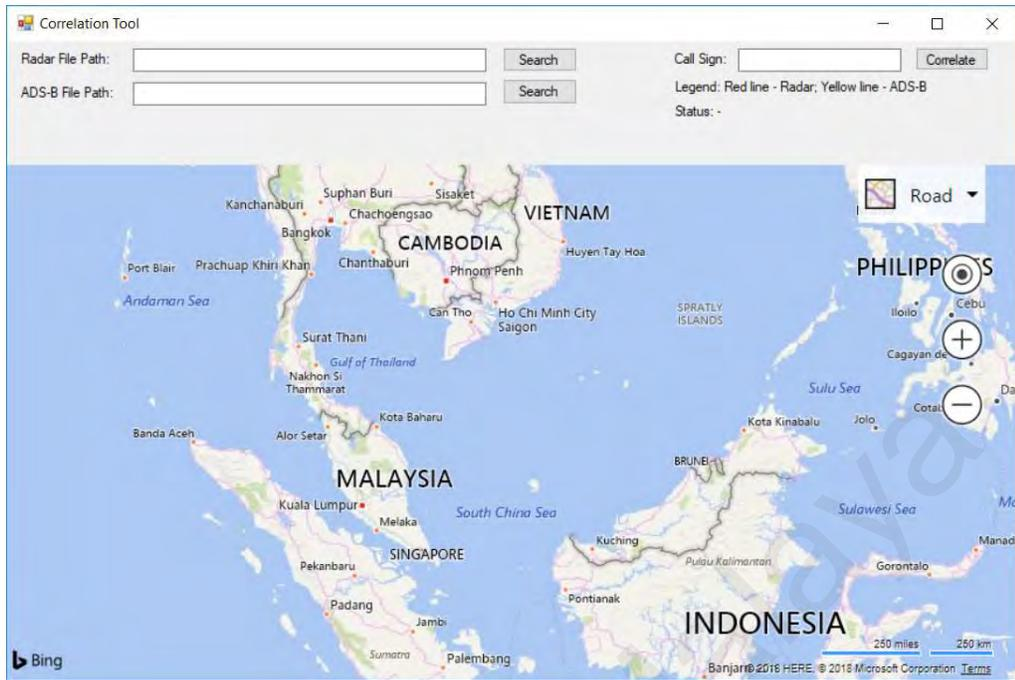 Correlation Tool
Radar File Path:
Search
Call Sign:
Correlate
ADS-B File Path:
Search
Legend: Red line - Radar; Yellow line - ADS-B
Status: -
Road
Suphan Buri
Sisaket
Kanchanaburi
Chachoengsao
VIETNAM
Bangkok
CAMBODIA
Huyen Tay Hoa
Port Blair
Prachuap Khiri Khan
Chanthaburi
Phnom Penh
PHILIPP
S
Andaman Sea
Can Tho
Ho Chi Minh City
Saigon
SPRATLY
ISLANDS
Iloilo
Cebu
Surat Thani
Gulf of Thailand
Cagayan de
Nakhon Si
Thammarat
Sulu Sea
Kota Baharu
Kota Kinabalu
Jolo
Banda Aceh
Alor Setar
BRUNEI
MALAYSIA
Kuala Lumpur
South China Sea
Sulawesi Sea
Melaka
SINGAPORE
Kuching
Pulau Kalimantan
Manad
Pekanbaru
Gorontalo
Pontianak
Padang
Jambi
INDONESIA
Sumatra
Palembang
250 miles
250 km
Bing
Banjarm
© 2018 HERE, © 2018 Microsoft Corporation Terms